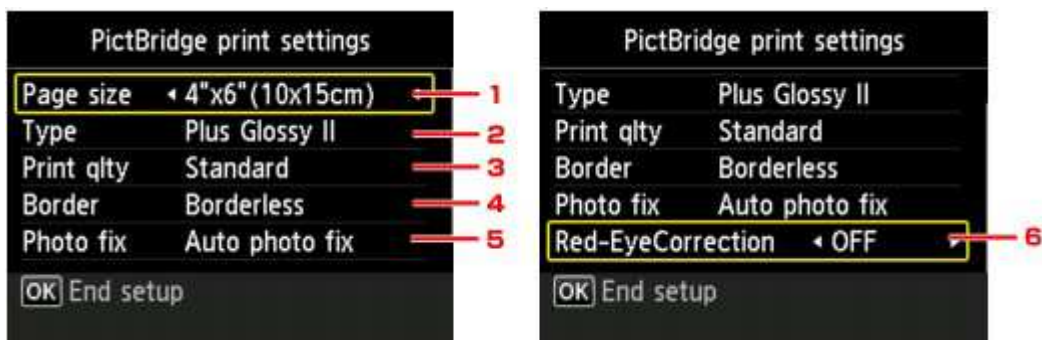 PictBridge print settings
Page size 4"x6"(10x15cm) 1
Type Plus Glossy II 2
Print qlty Standard 3
Border Borderless 4
Photo fix Auto photo fix 5
OK End setup
PictBridge print settings
Type Plus Glossy II
Print qlty Standard
Border Borderless
Photo fix Auto photo fix
Red-EyeCorrection OFF 6
OK End setup